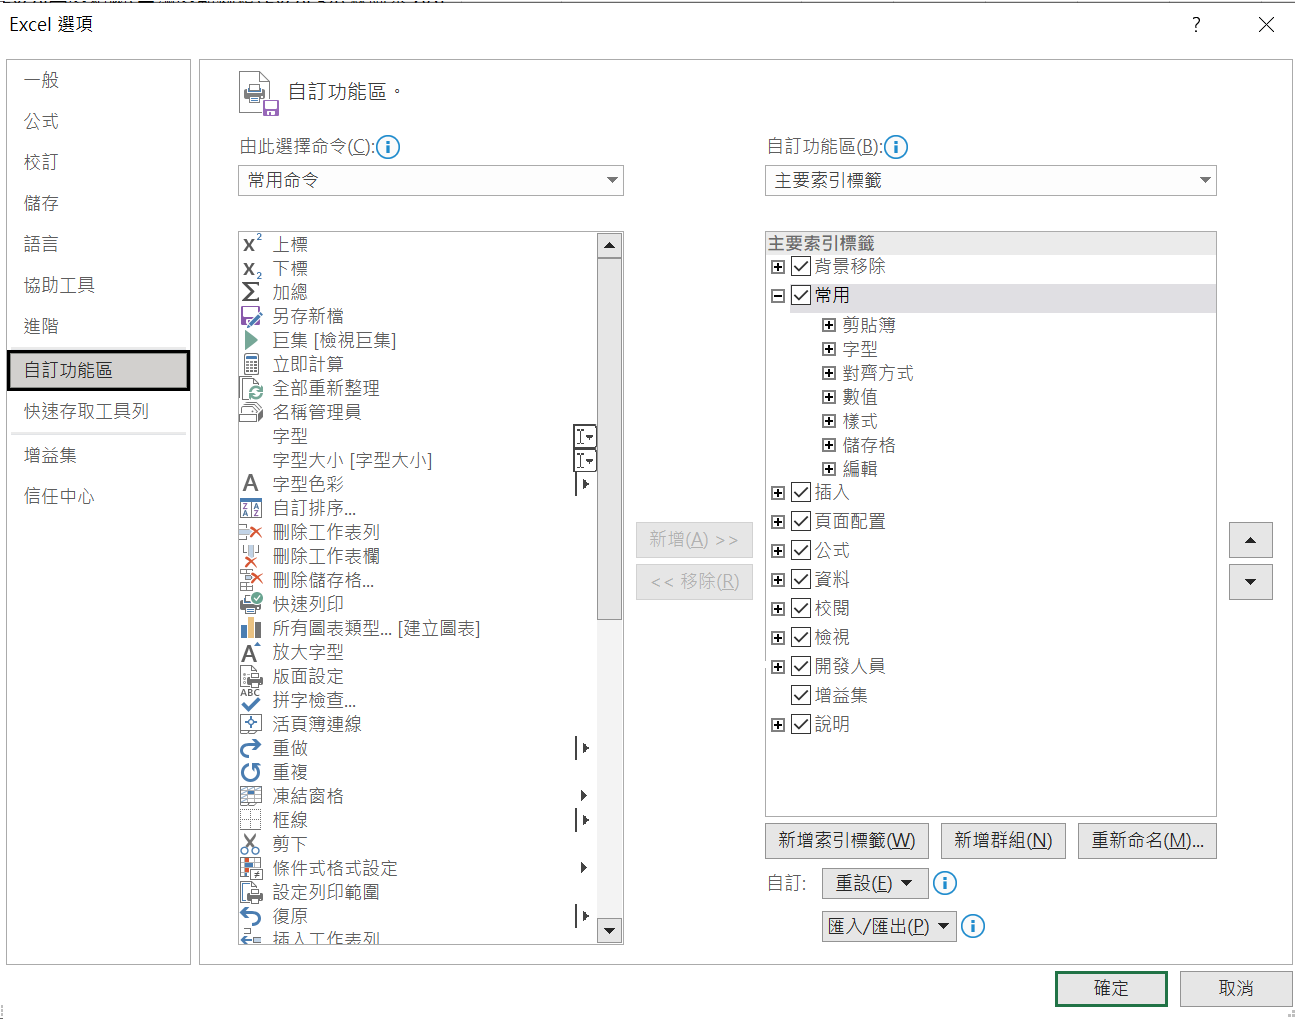 Excel 選項
?
一般
公式
校訂
儲存
語言
協助工具
進階
自訂功能區
快速存取工具列
增益集
信任中心
自訂功能區。
由此選擇命令(C):
常用命令
上標
下標
加總
另存新檔
巨集 [檢視巨集]
立即計算
全部重新整理
名稱管理員
字型
字型大小 [字型大小]
字型色彩
自訂排序...
刪除工作表列
刪除工作表欄
刪除儲存格...
快速列印
所有圖表類型... [建立圖表]
放大字型
版面設定
拼字檢查...
活頁簿連線
重做
重複
凍結窗格
框線
剪下
條件式格式設定
設定列印範圍
復原
插入工作表列
新增(A) >>
<< 移除(R)
自訂功能區(B):
主要索引標籤
主要索引標籤
背景移除
常用
剪貼簿
字型
對齊方式
數值
樣式
儲存格
編輯
插入
頁面配置
公式
資料
校閱
檢視
開發人員
增益集
說明
新增索引標籤(W)
新增群組(N)
重新命名(M)...
自訂:
重設(E)
匯入/匯出(P)
確定
取消